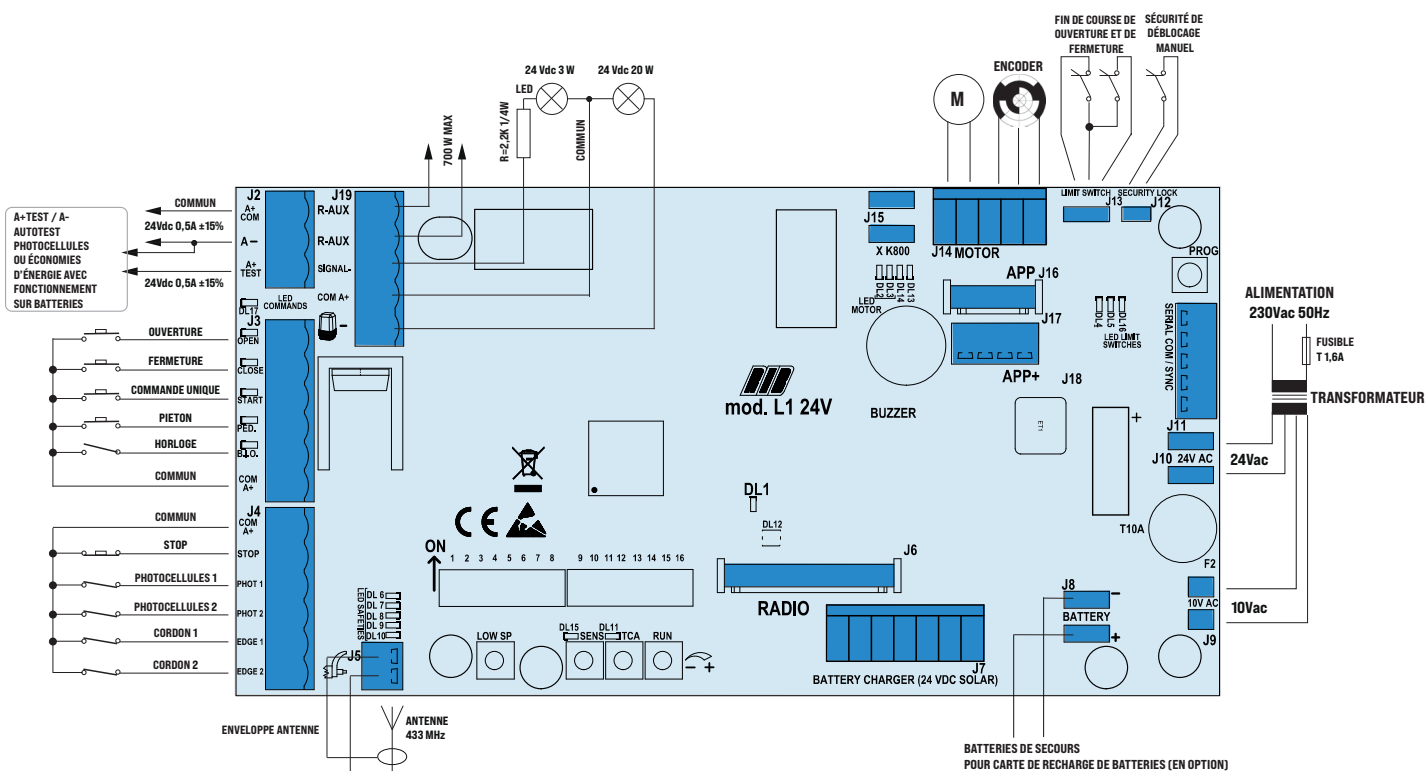 FIN DE COURSE DE
OUVERTURE ET DE
FERMETURE
SÉCURITÉ DE
DÉBLOCAGE
MANUEL
24 Vdc 3 W
24 Vdc 20 W
ENCODER
LED
M
700 W MAX
R=2,2K 1/4W
COMMUN
A+TEST / A-
AUTOTEST
PHOTOCELLULES
OU ÉCONOMIES
D'ÉNERGIE AVEC
FONCTIONNEMENT
SUR BATTERIES
COMMUN
24Vdc 0,5A ±15%
24Vdc 0,5A ±15%
J2
A+
COM
A-
A+
TEST
LED
COMMANDS
DL17
J19
R-AUX
R-AUX
SIGNAL-
COM A+
-
J15
X K800
DL2
DL3
DL14
DL13
LED
MOTOR
J14 MOTOR
APP J16
J17
APP+
LIMIT SWITCH
J13
SECURITY LOCK
J12
PROG
DL4
DL5
DL16
LED LIMIT
SWITCHES
SERIAL COM / SYNC
ALIMENTATION
230Vac 50Hz
FUSIBLE
T 1,6A
TRANSFORMATEUR
J3
OUVERTURE
OPEN
FERMETURE
CLOSE
COMMANDE UNIQUE
START
PIETON
PED.
HORLOGE
B.I.O.
COMMUN
COM
A+
mod. L1 24V
BUZZER
J18
ET1
+
J11
J10 24V AC
24Vac
T10A
F2
10V AC
J9
10Vac
DL1
DL12
J4
COMMUN
COM
A+
STOP
STOP
PHOTOCELLULES 1
PHOT 1
PHOTOCELLULES 2
PHOT 2
CORDON 1
EDGE 1
CORDON 2
EDGE 2
CE
ON
1 2 3 4 5 6 7 8
9 10 11 12 13 14 15 16
LED SAFETIES
DL 6
DL 7
DL 8
DL 9
DL10
J5
LOW SP
DL15
SENS
DL11
TCA
RUN
- +
J6
RADIO
J7
BATTERY CHARGER (24 VDC SOLAR)
J8
-
BATTERY
+
ENVELOPPE ANTENNE
ANTENNE
433 MHz
BATTERIES DE SECOURS
POUR CARTE DE RECHARGE DE BATTERIES (EN OPTION)